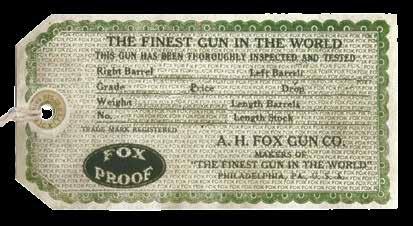 THE FINEST GUN IN THE WORLD
THIS GUN HAS BEEN THOROUGHLY INSPECTED AND TESTED
Right Barrel Left Barrel
Grade Price Drop
Weight Length Barrels
No. Length Stock
TRADE MARK REGISTERED
FOX
PROOF
A. H. FOX GUN CO.
MAKERS OF
"THE FINEST GUN IN THE WORLD"
PHILADELPHIA, PA. U. S. A.